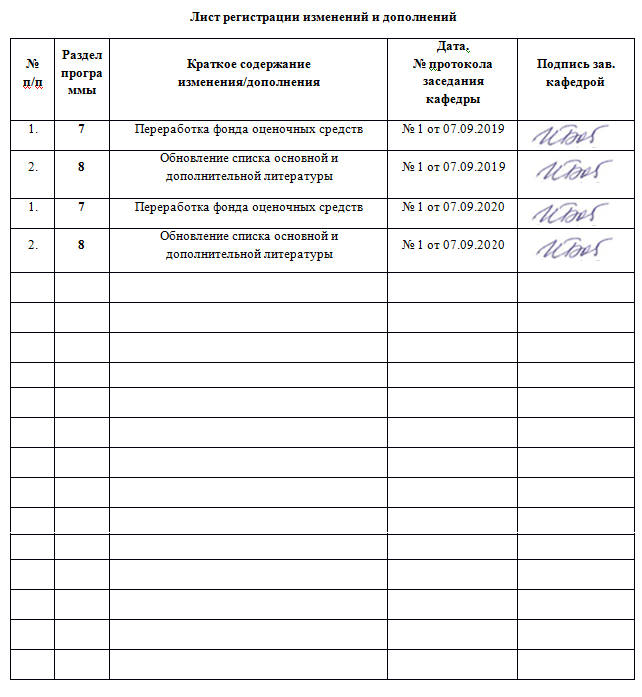 Лист регистрации изменений и дополнений
№
п/п
Раздел
програ
ммы
Краткое содержание
изменения/дополнения
Дата,
№ протокола
заседания
кафедры
Подпись зав.
кафедрой
1.
7
Переработка фонда оценочных средств
№ 1 от 07.09.2019
2.
8
Обновление списка основной и
дополнительной литературы
№ 1 от 07.09.2019
1.
7
Переработка фонда оценочных средств
№ 1 от 07.09.2020
2.
8
Обновление списка основной и
дополнительной литературы
№ 1 от 07.09.2020